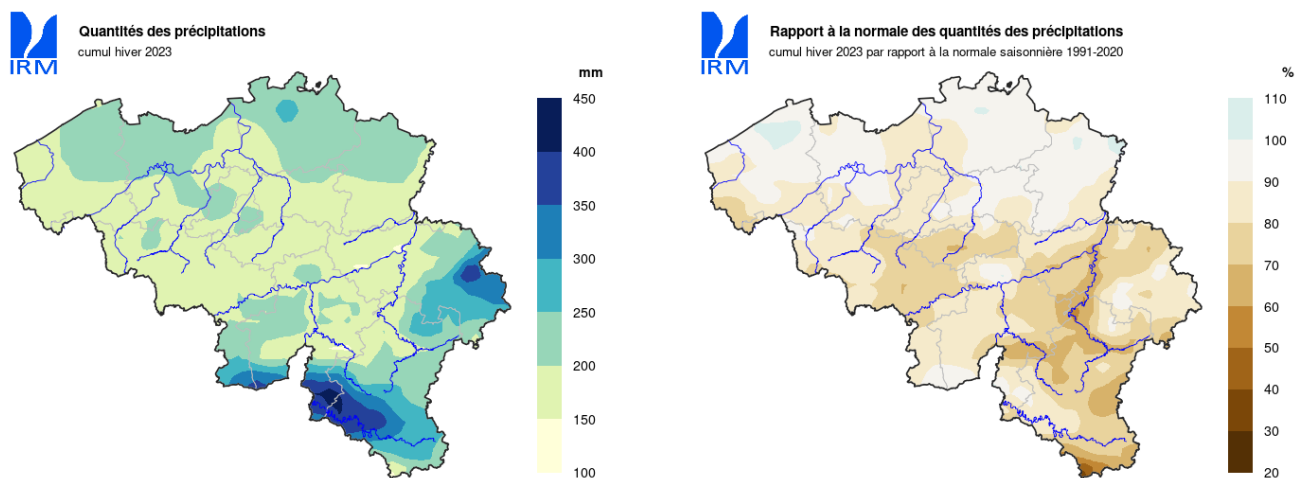 IRM
Quantités des précipitations
cumul hiver 2023
mm
450
400
350
300
250
200
150
100
IRM
Rapport à la normale des quantités des précipitations
cumul hiver 2023 par rapport à la normale saisonnière 1991-2020
%
110
100
90
80
70
60
50
40
30
20